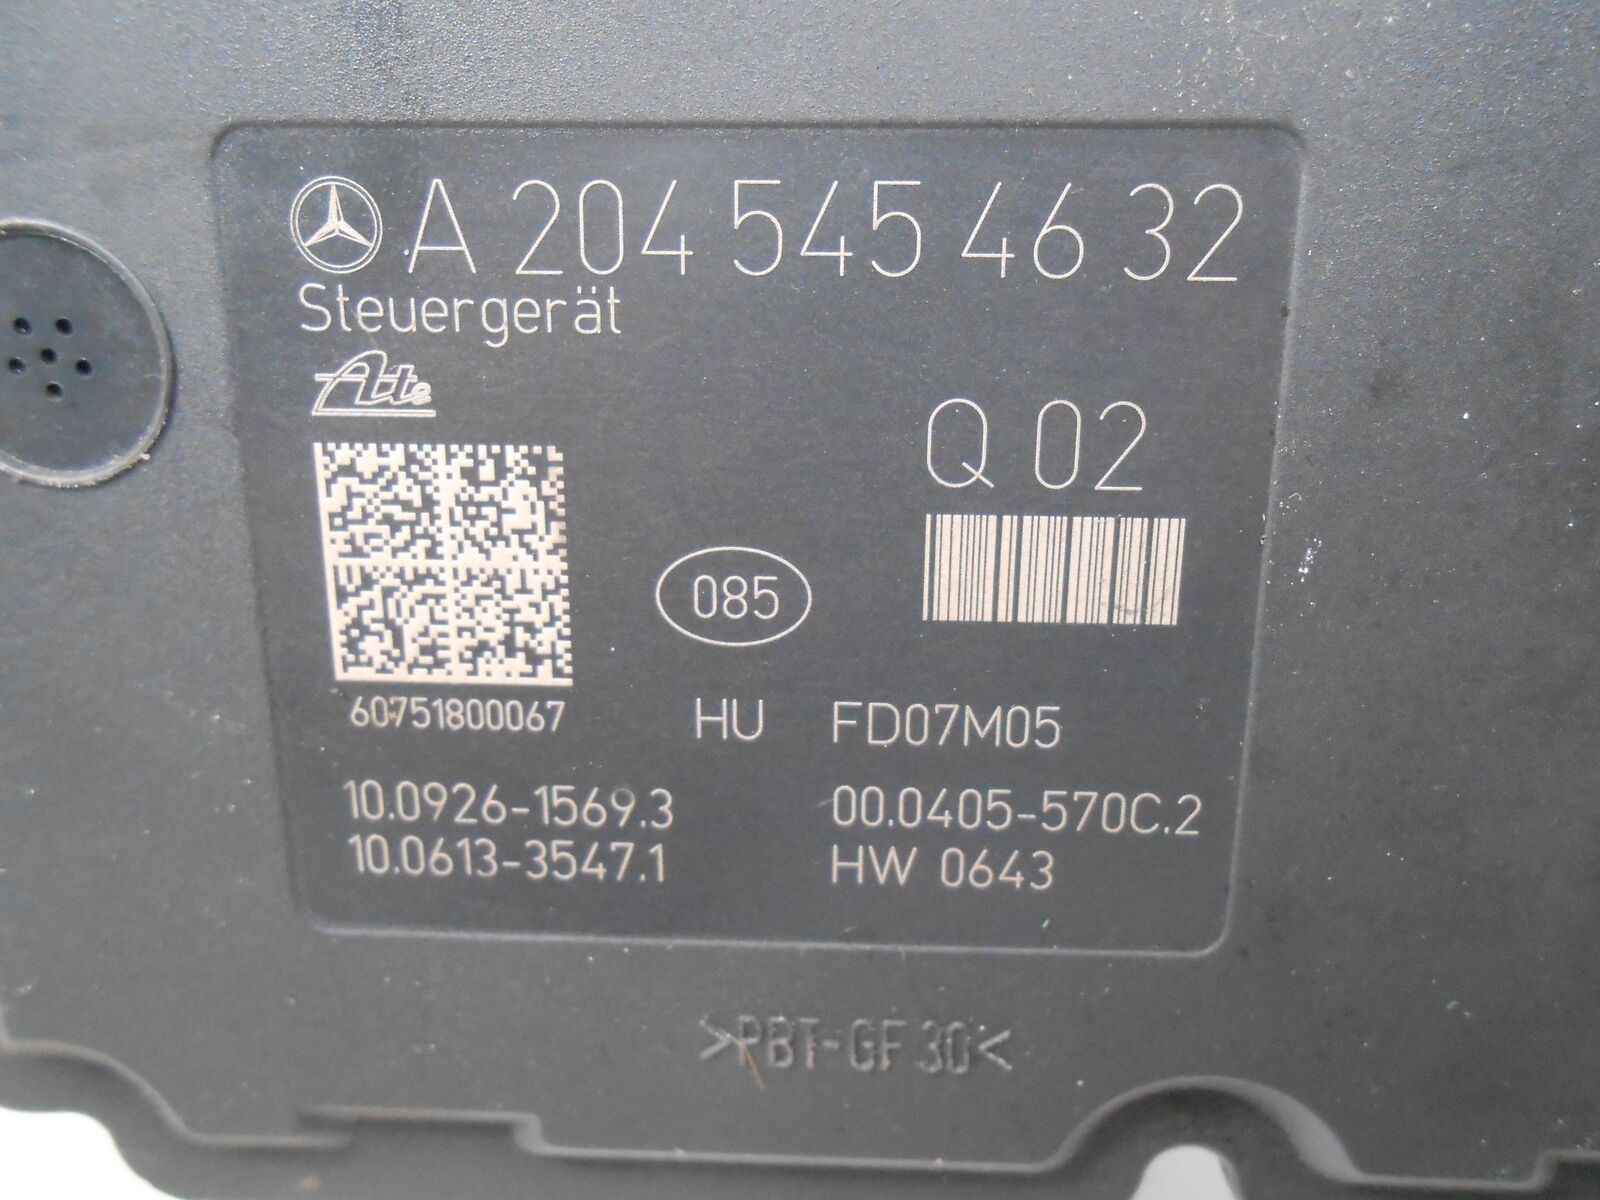 A 204 545 46 32
Steuergerät
Ate
Q 02
085
60751800067
HU FD07M05
10.0926-1569.3 00.0405-570C.2
10.0613-3547.1 HW 0643
>PBT-GF 30<